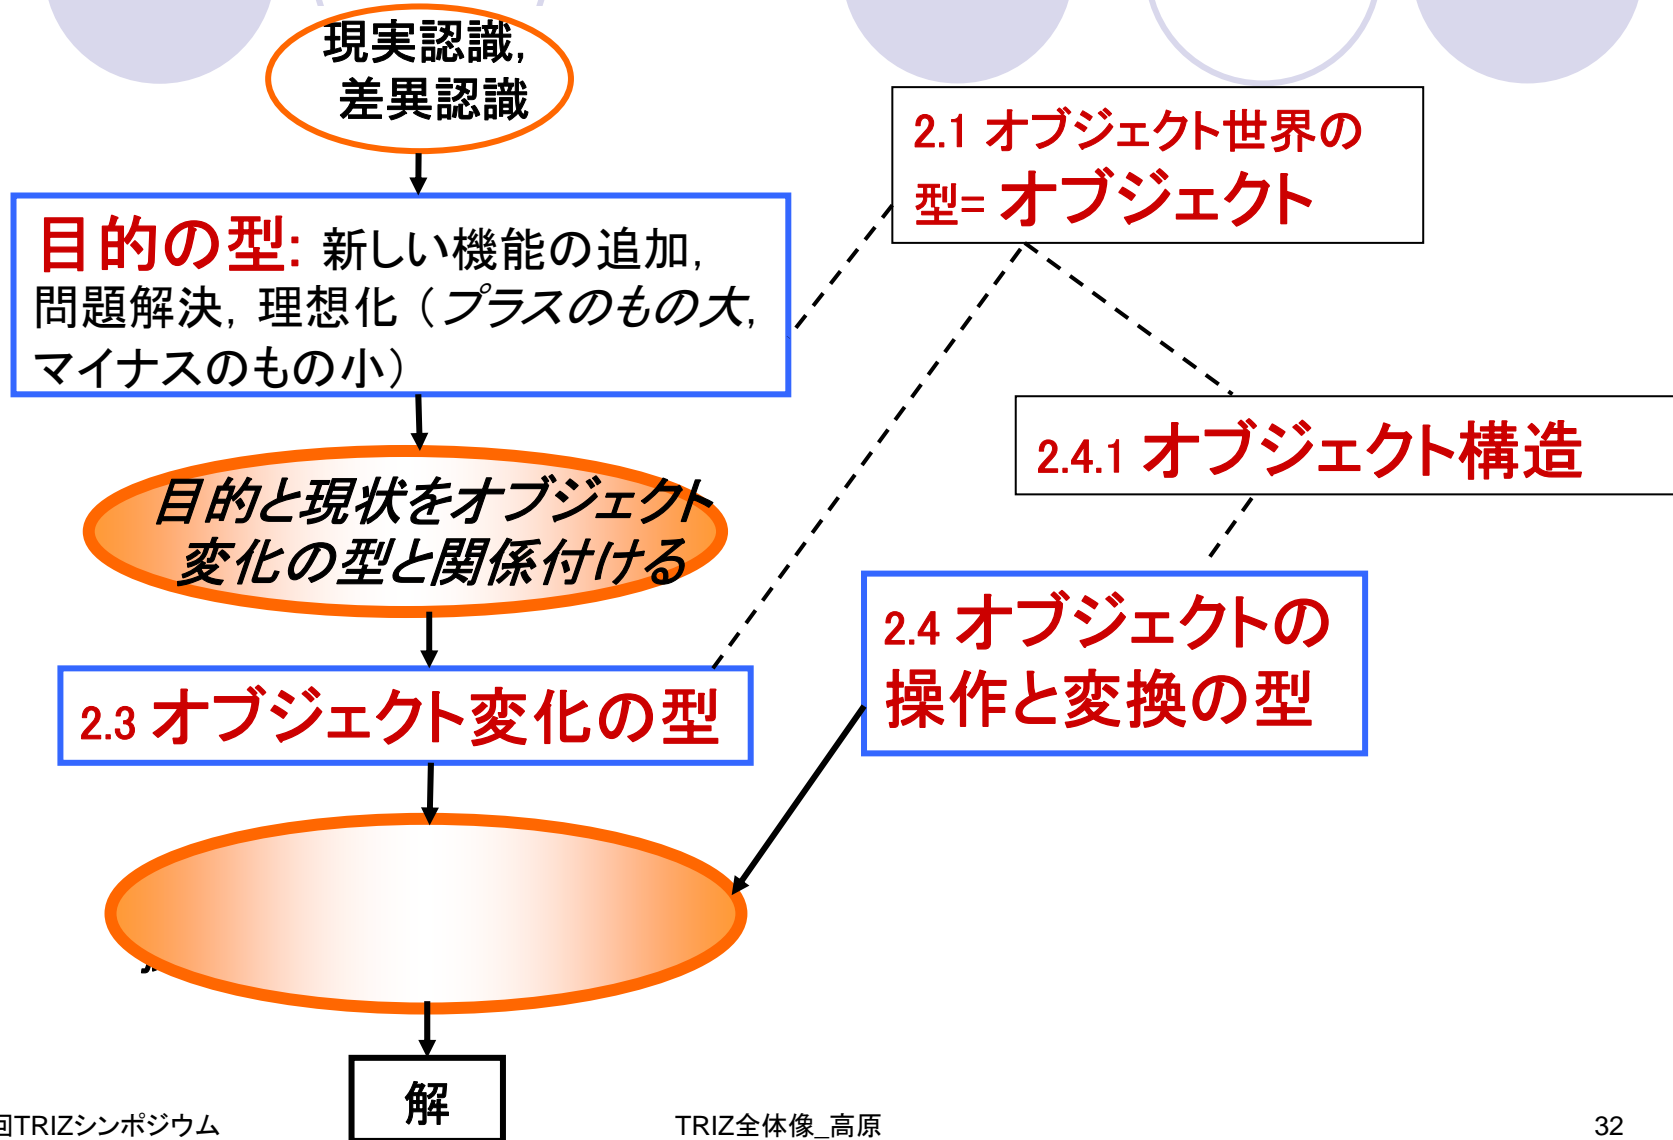 現実認識,
差異認識
目的の型: 新しい機能の追加,
問題解決, 理想化（プラスのもの大,
マイナスのもの小）
目的と現状をオブジェクト
変化の型と関係付ける
2.3 オブジェクト変化の型
解
2.1 オブジェクト世界の
型= オブジェクト
2.4.1 オブジェクト構造
2.4 オブジェクトの
操作と変換の型
回TRIZシンポジウム
TRIZ全体像_高原
32